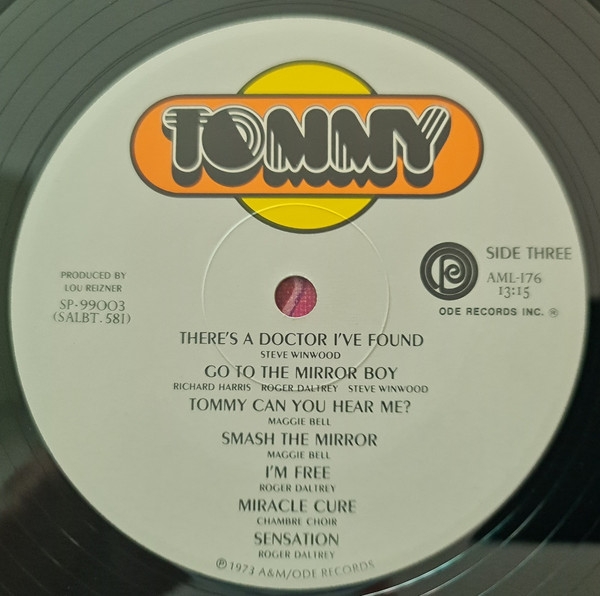 TOMMY
SIDE THREE
AML-176
13:15
ODE RECORDS INC. ®
PRODUCED BY
LOU REIZNER
SP-99003
(SALBT. 581)
THERE'S A DOCTOR I'VE FOUND
STEVE WINWOOD
GO TO THE MIRROR BOY
RICHARD HARRIS ROGER DALTREY STEVE WINWOOD
TOMMY CAN YOU HEAR ME?
MAGGIE BELL
SMASH THE MIRROR
MAGGIE BELL
I'M FREE
ROGER DALTREY
MIRACLE CURE
CHAMBRE CHOIR
SENSATION
ROGER DALTREY
℗ 1973 A&M/ODE RECORDS